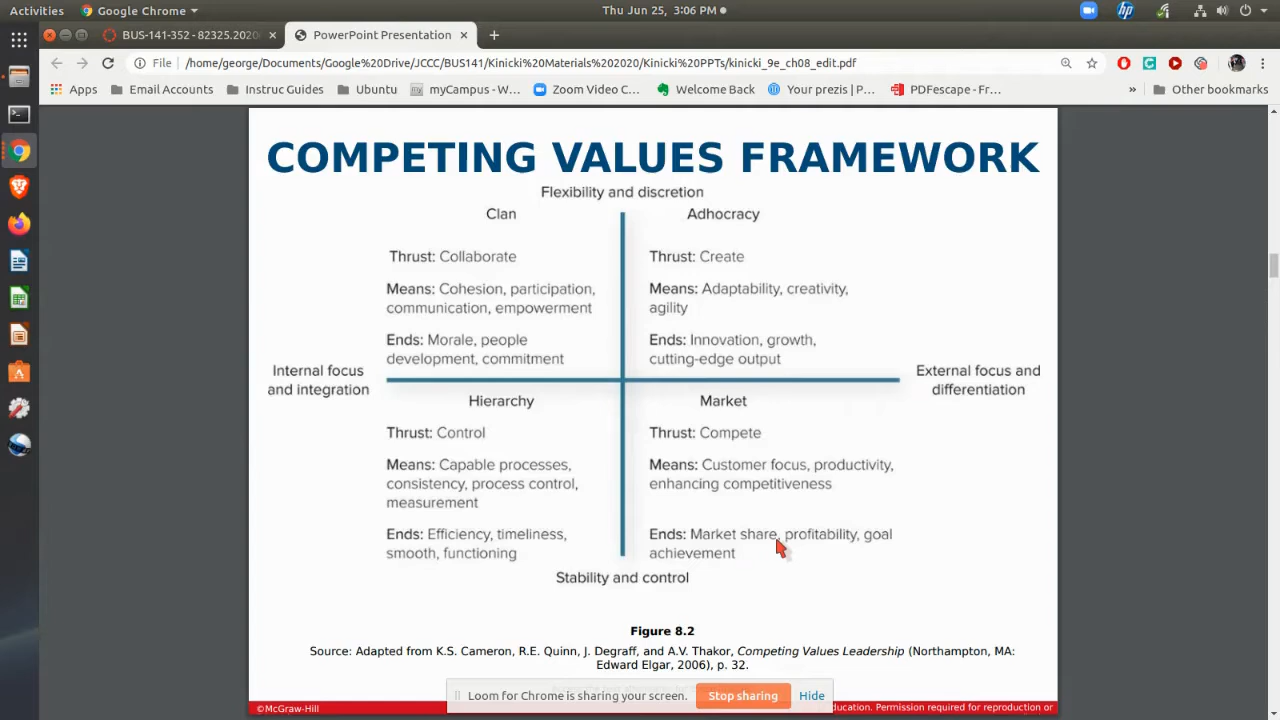 Activities
Google Chrome
Thu Jun 25, 3:06 PM
BUS-141-352 - 82325.2020
PowerPoint Presentation
File
/home/george/Documents/Google%20Drive/JCCC/BUS141/Kinicki%20Materials%202020/Kinicki%20PPTs/kinicki_9e_ch08_edit.pdf
Apps
Email Accounts
Instruc Guides
Ubuntu
myCampus - W...
Zoom Video C...
Welcome Back
Your prezis | P...
PDFescape - Fr...
»
Other bookmarks
COMPETING VALUES FRAMEWORK
Flexibility and discretion
Clan
Thrust: Collaborate
Means: Cohesion, participation,
communication, empowerment
Ends: Morale, people
development, commitment
Adhocracy
Thrust: Create
Means: Adaptability, creativity,
agility
Ends: Innovation, growth,
cutting-edge output
Internal focus
and integration
External focus and
differentiation
Hierarchy
Thrust: Control
Means: Capable processes,
consistency, process control,
measurement
Ends: Efficiency, timeliness,
smooth, functioning
Market
Thrust: Compete
Means: Customer focus, productivity,
enhancing competitiveness
Ends: Market share, profitability, goal
achievement
Stability and control
Figure 8.2
Source: Adapted from K.S. Cameron, R.E. Quinn, J. Degraff, and A.V. Thakor, Competing Values Leadership (Northampton, MA:
Edward Elgar, 2006), p. 32.
Loom for Chrome is sharing your screen.
Stop sharing
Hide
©McGraw-Hill
ducation. Permission required for reproduction or